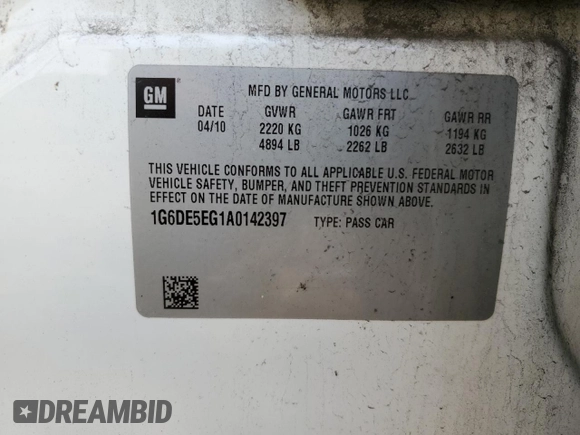 GM
MFD BY GENERAL MOTORS LLC
DATE GVWR GAWR FRT GAWR RR
04/10 2220 KG 1026 KG 1194 KG
4894 LB 2262 LB 2632 LB
THIS VEHICLE CONFORMS TO ALL APPLICABLE U.S. FEDERAL MOTOR
VEHICLE SAFETY, BUMPER, AND THEFT PREVENTION STANDARDS IN
EFFECT ON THE DATE OF MANUFACTURE SHOWN ABOVE.
1G6DE5EG1A0142397 TYPE: PASS CAR
DREAMBID